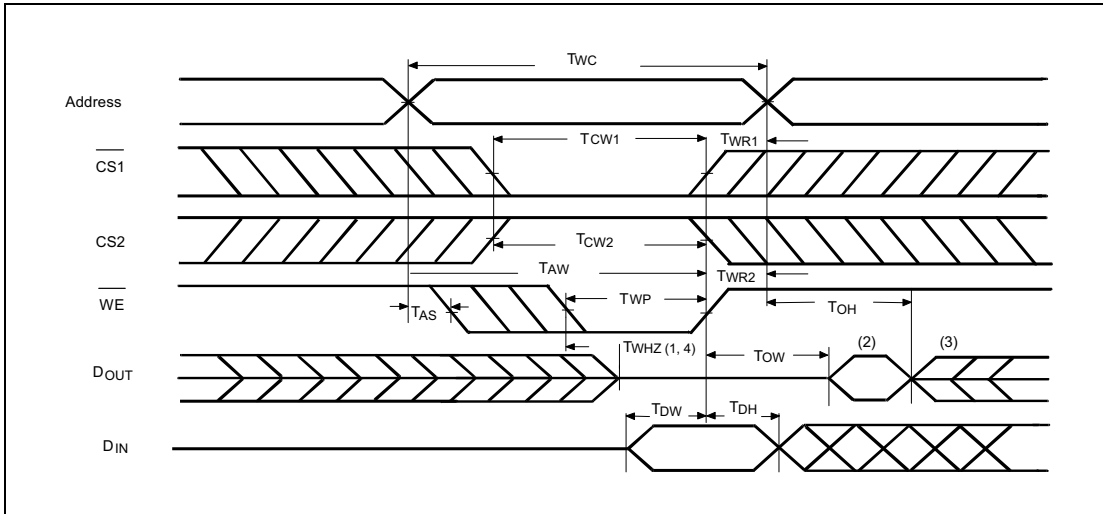 TWC
Address
TCW1
TWR1
CS1
CS2
TCW2
TAW
TWR2
WE
TAS
TWP
TOH
TWHZ (1, 4)
TOW
(2)
(3)
DOUT
TDW
TDH
DIN